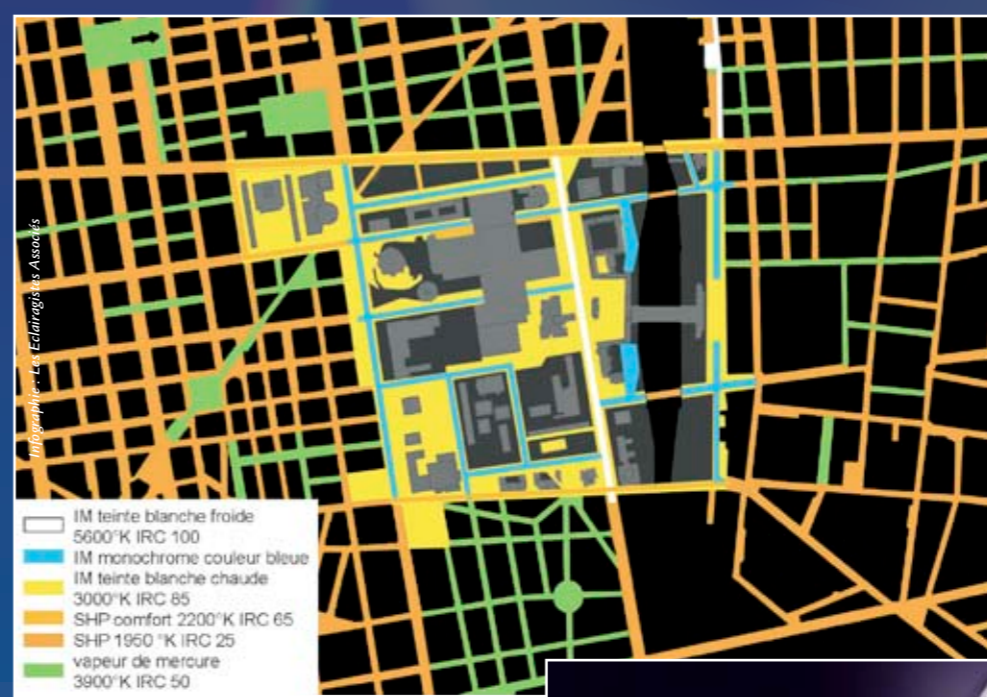 Infographie : Les Eclairagistes Associés
IM teinte blanche froide
5600°K IRC 100
IM monochrome couleur bleue
IM teinte blanche chaude
3000°K IRC 85
SHP comfort 2200°K IRC 65
SHP 1950 °K IRC 25
vapeur de mercure
3900°K IRC 50